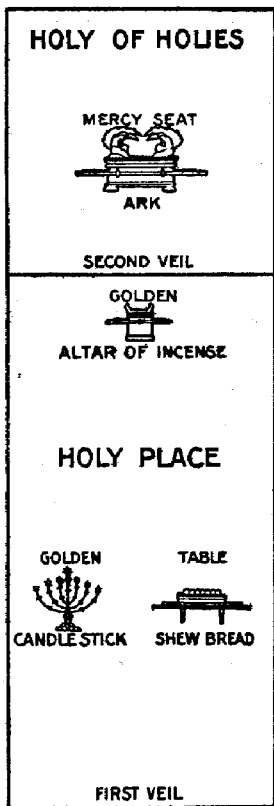 HOLY OF HOLIES
MERCY SEAT
ARK
SECOND VEIL
GOLDEN
ALTAR OF INCENSE
HOLY PLACE
GOLDEN TABLE
CANDLE STICK SHEW BREAD
FIRST VEIL